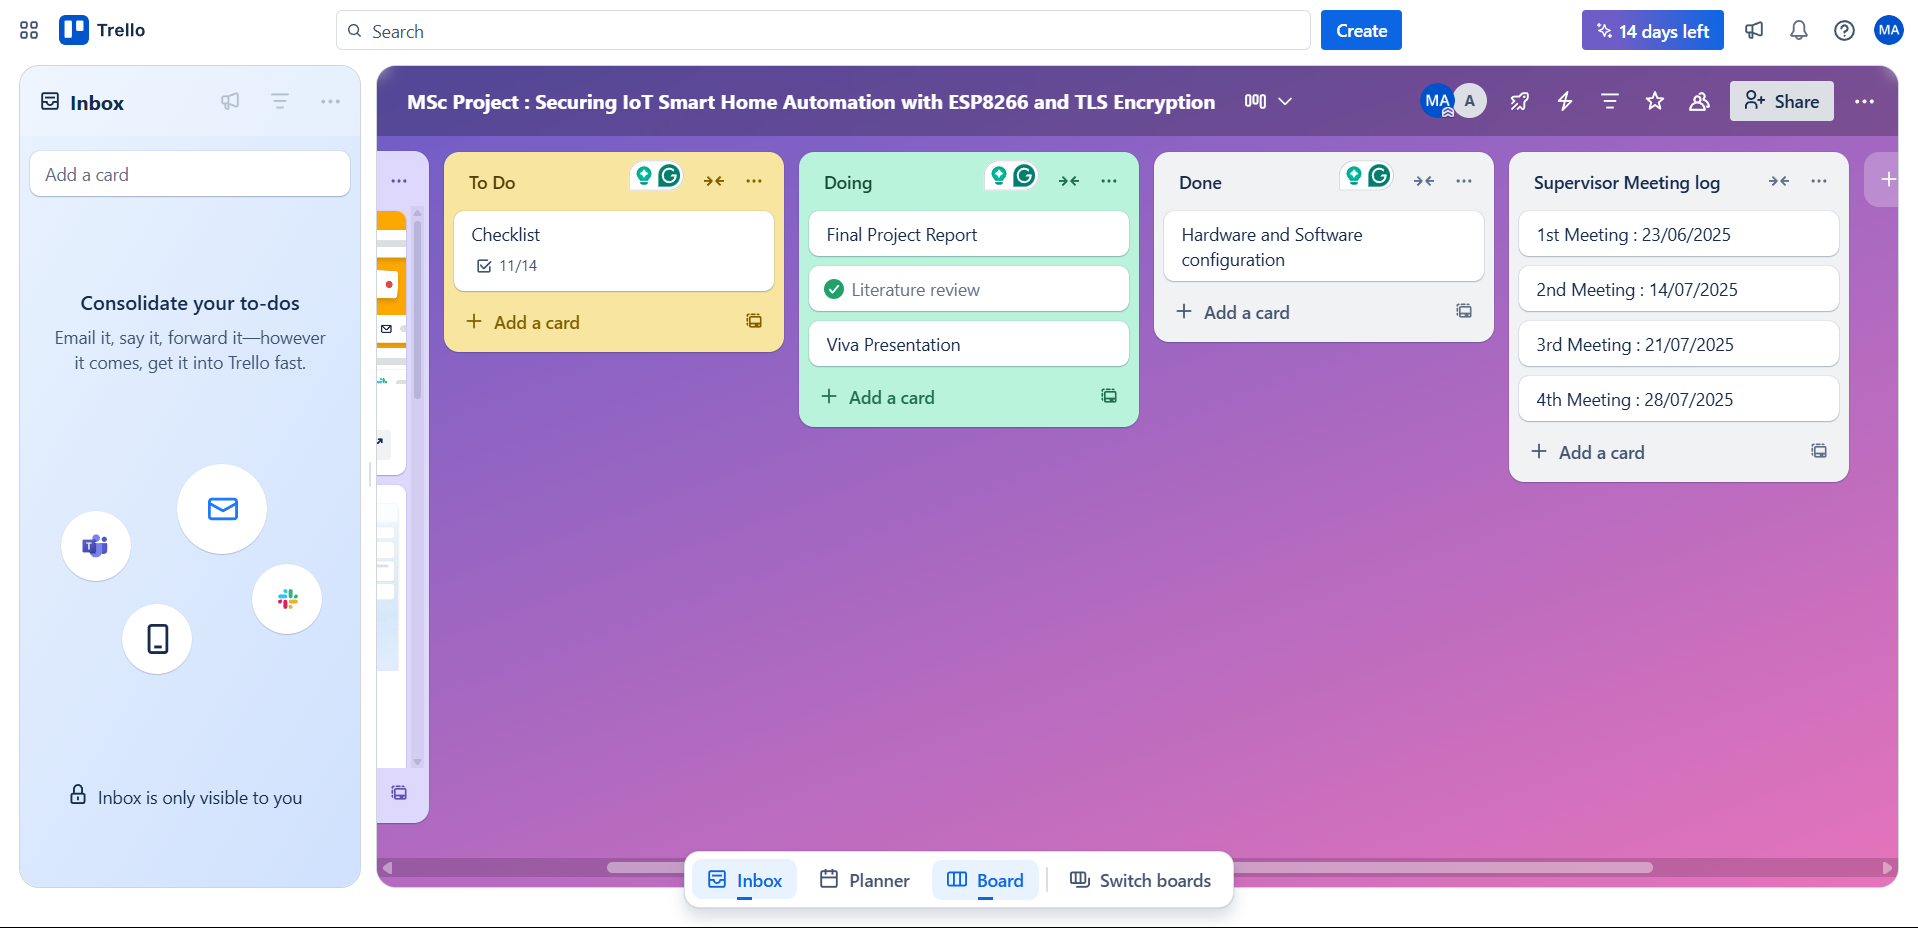 Trello
Search
Create
14 days left
MA
Inbox
Add a card
Consolidate your to-dos
Email it, say it, forward it—however
it comes, get it into Trello fast.
Inbox is only visible to you
MSc Project : Securing IoT Smart Home Automation with ESP8266 and TLS Encryption
MA
A
Share
To Do
Checklist
11/14
Add a card
Doing
Final Project Report
Literature review
Viva Presentation
Add a card
Done
Hardware and Software
configuration
Add a card
Supervisor Meeting log
1st Meeting : 23/06/2025
2nd Meeting : 14/07/2025
3rd Meeting : 21/07/2025
4th Meeting : 28/07/2025
Add a card
Inbox
Planner
Board
Switch boards